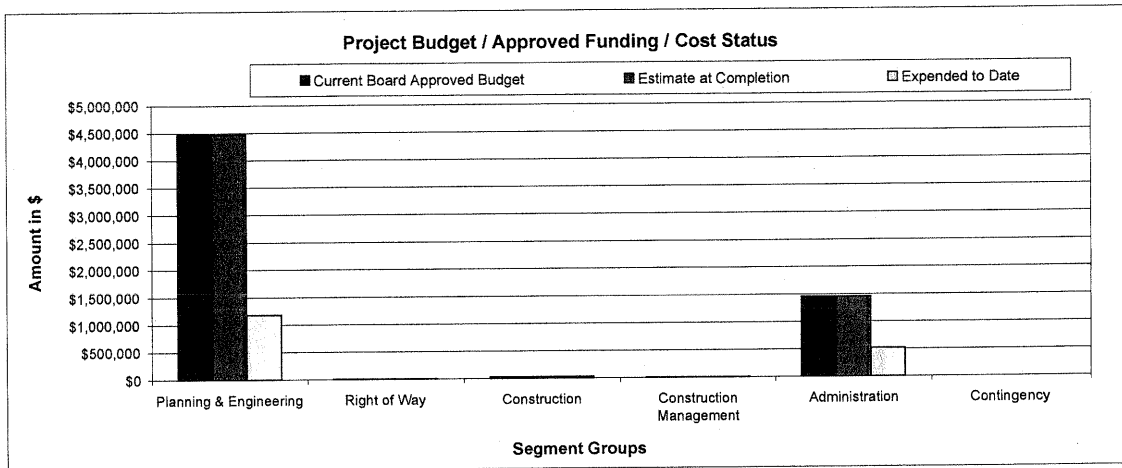 Project Budget / Approved Funding / Cost Status
Current Board Approved Budget Estimate at Completion Expended to Date
$5,000,000
$4,500,000
$4,000,000
$3,500,000
$3,000,000
$2,500,000
$2,000,000
$1,500,000
$1,000,000
$500,000
$0
Amount in $
Planning & Engineering Right of Way Construction Construction Management Administration Contingency
Segment Groups